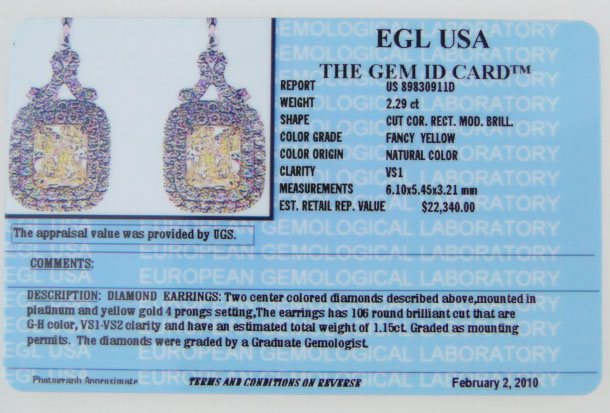 EGL USA
THE GEM ID CARD™
REPORT US 89830911D
WEIGHT 2.29 ct
SHAPE CUT COR. RECT. MOD. BRILL.
COLOR GRADE FANCY YELLOW
COLOR ORIGIN NATURAL COLOR
CLARITY VS1
MEASUREMENTS 6.10x5.45x3.21 mm
EST. RETAIL REP. VALUE $22,340.00
The appraisal value was provided by UGS.
COMMENTS:
DESCRIPTION: DIAMOND EARRINGS: Two center colored diamonds described above,mounted in
platinum and yellow gold 4 prongs setting,The earrings has 106 round brilliant cut that are
G-H color, VS1-VS2 clarity and have an estimated total weight of 1.15ct. Graded as mounting
permits. The diamonds were graded by a Graduate Gemologist.
Photograph Approximate TERMS AND CONDITIONS ON REVERSE February 2, 2010